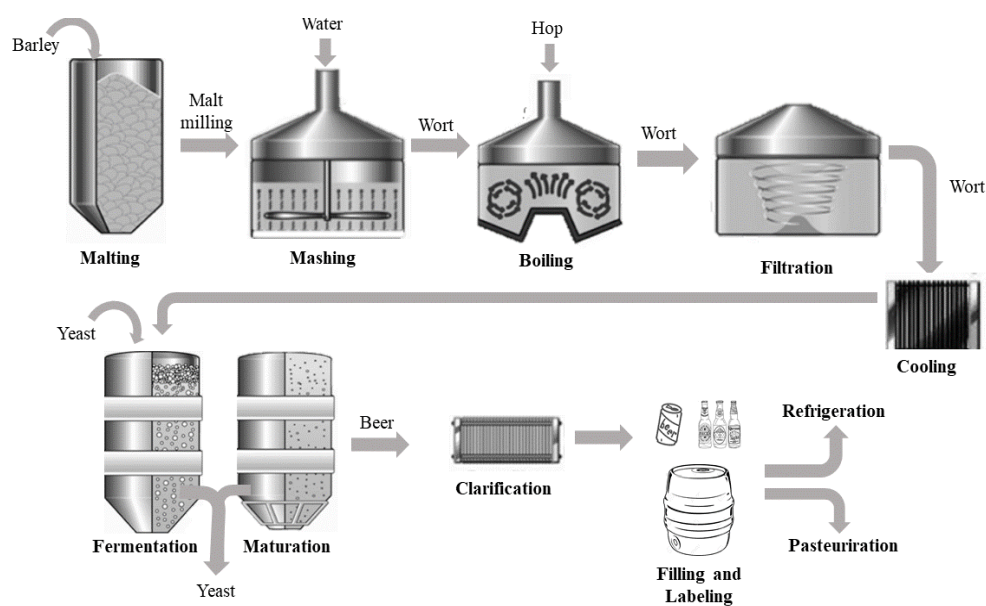 Barley
Water
Hop
Malt
milling
Wort
Wort
Wort
Malting
Mashing
Boiling
Filtration
Cooling
Yeast
Beer
beer
Refrigeration
Clarification
Fermentation
Maturation
Pasteuriration
Filling and
Labeling
Yeast